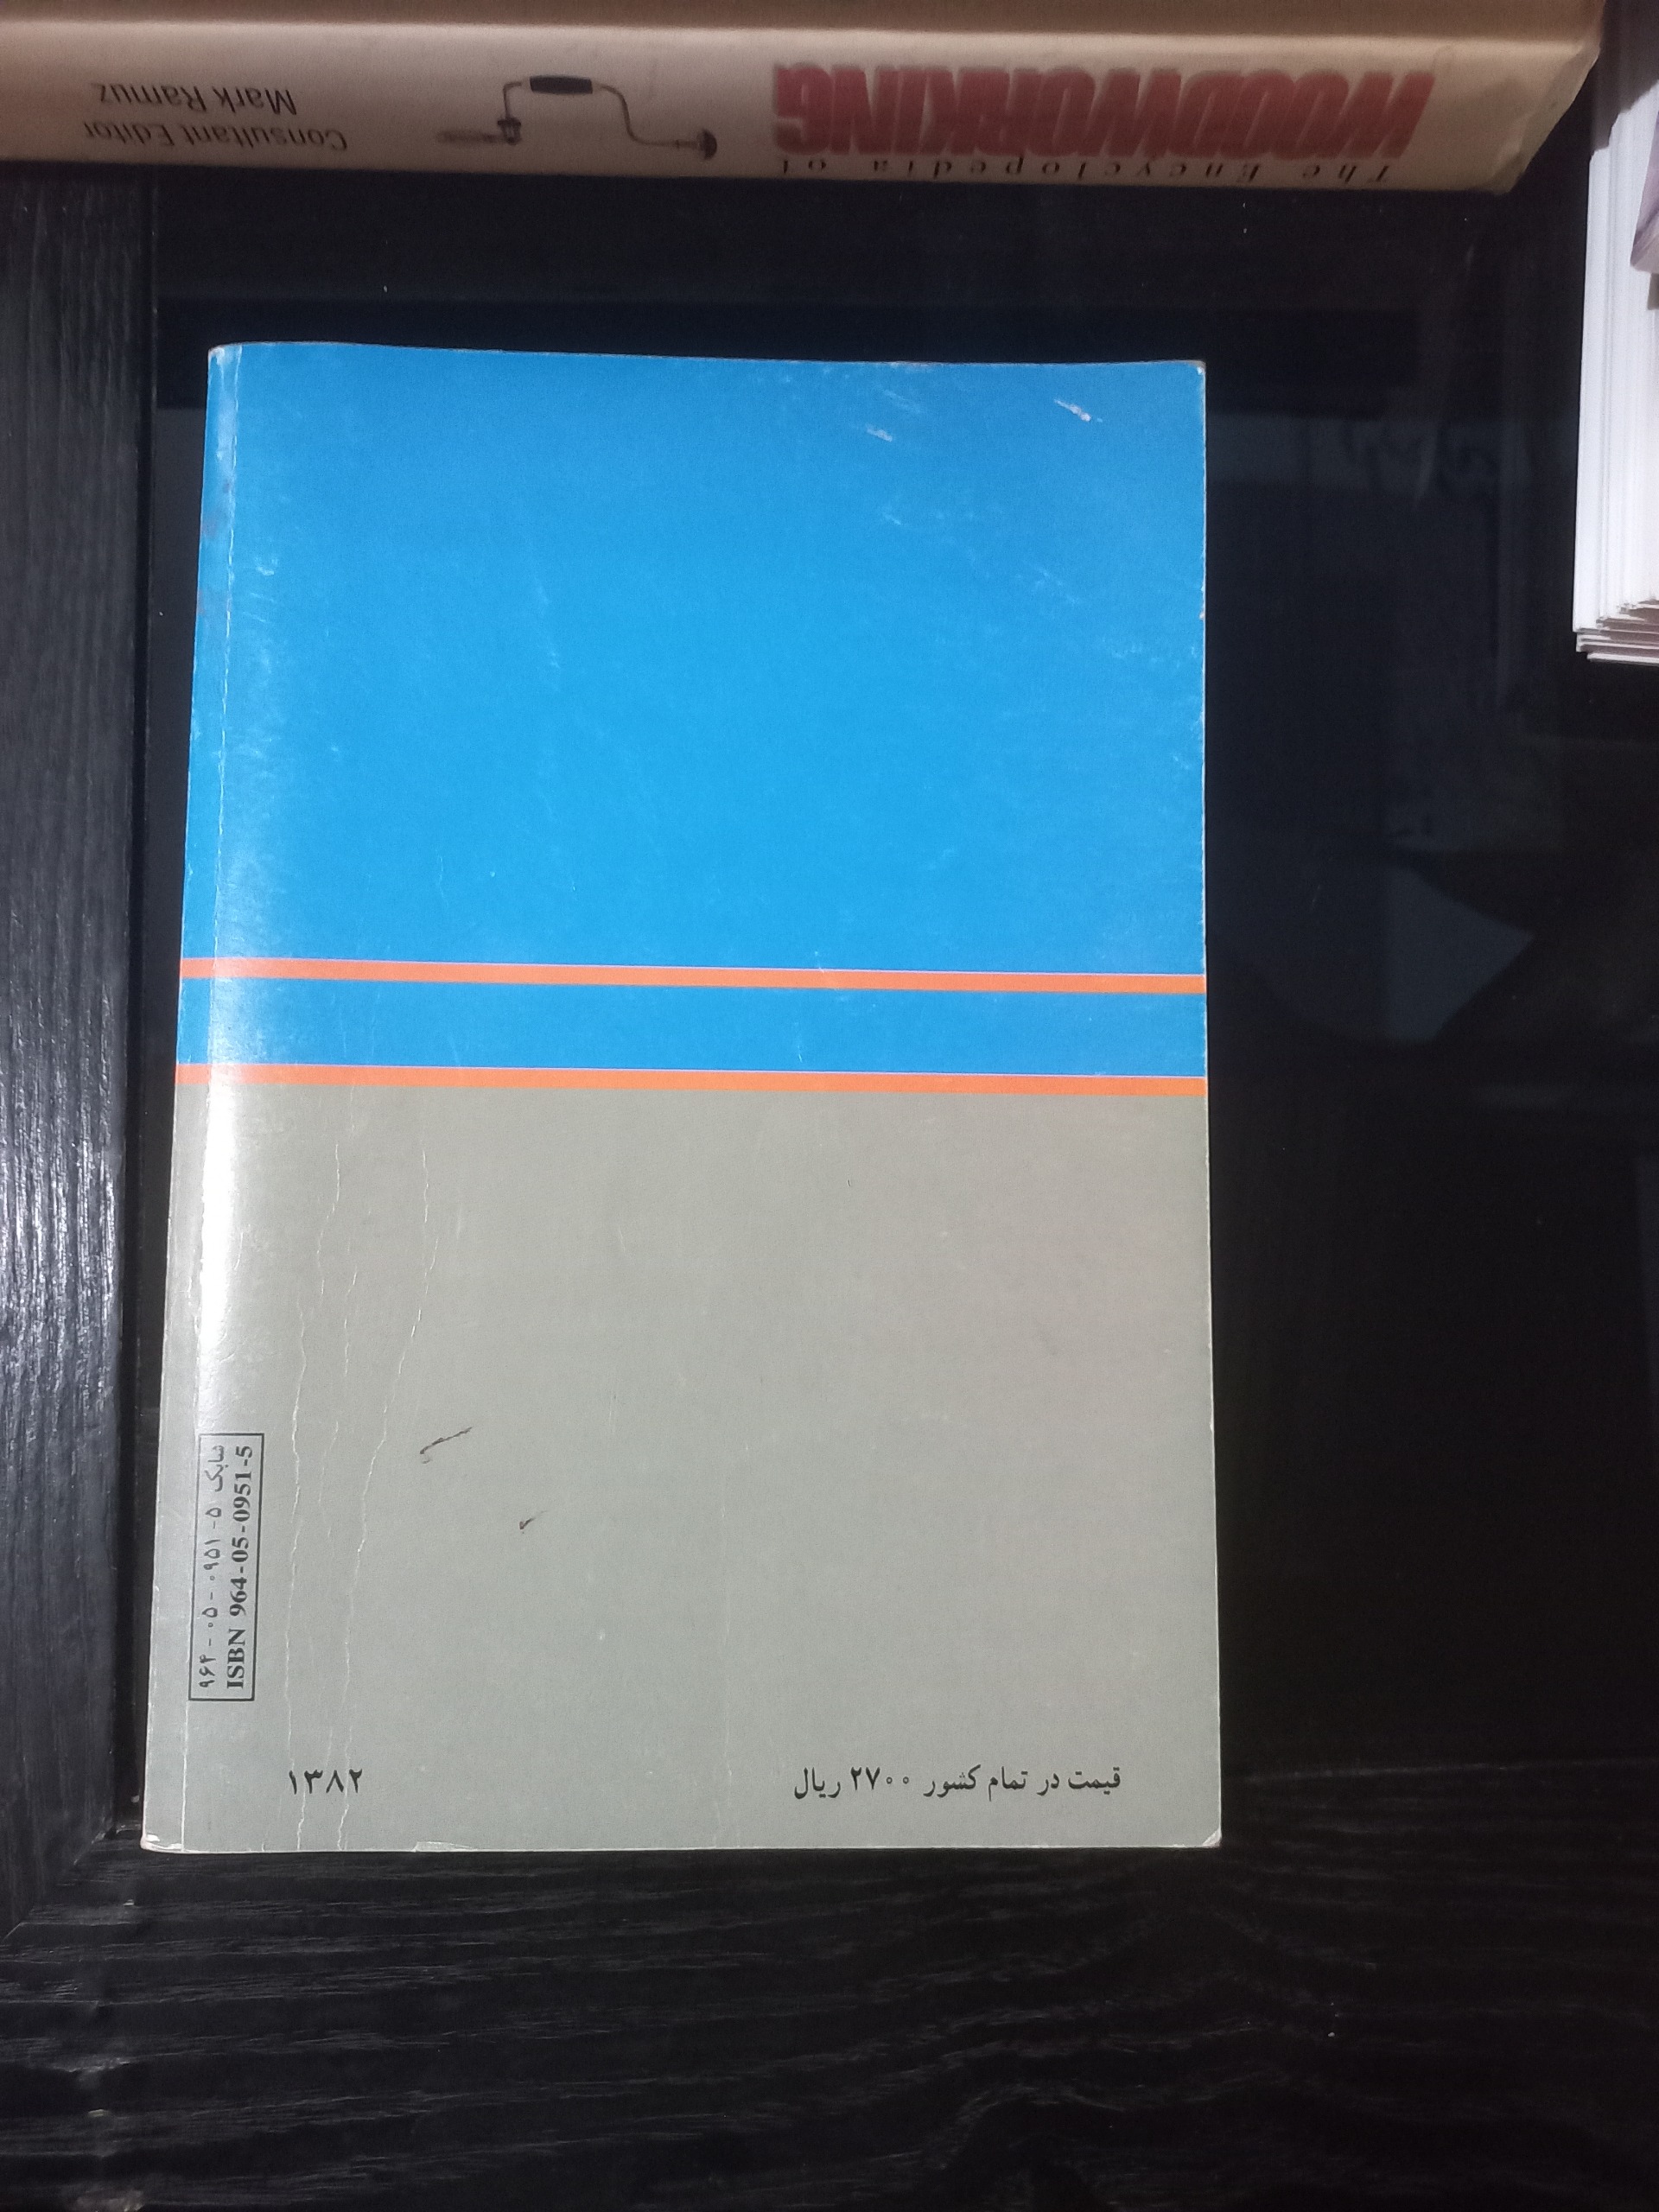 The Encyclopedia of
WOODWORKING
Consultant Editor
Mark Ramuz
شابک ۵-۰۹۵۱-۰۵-۹۶۴
ISBN 964-05-0951-5
قیمت در تمام کشور ۲۷۰۰ ریال
۱۳۸۲